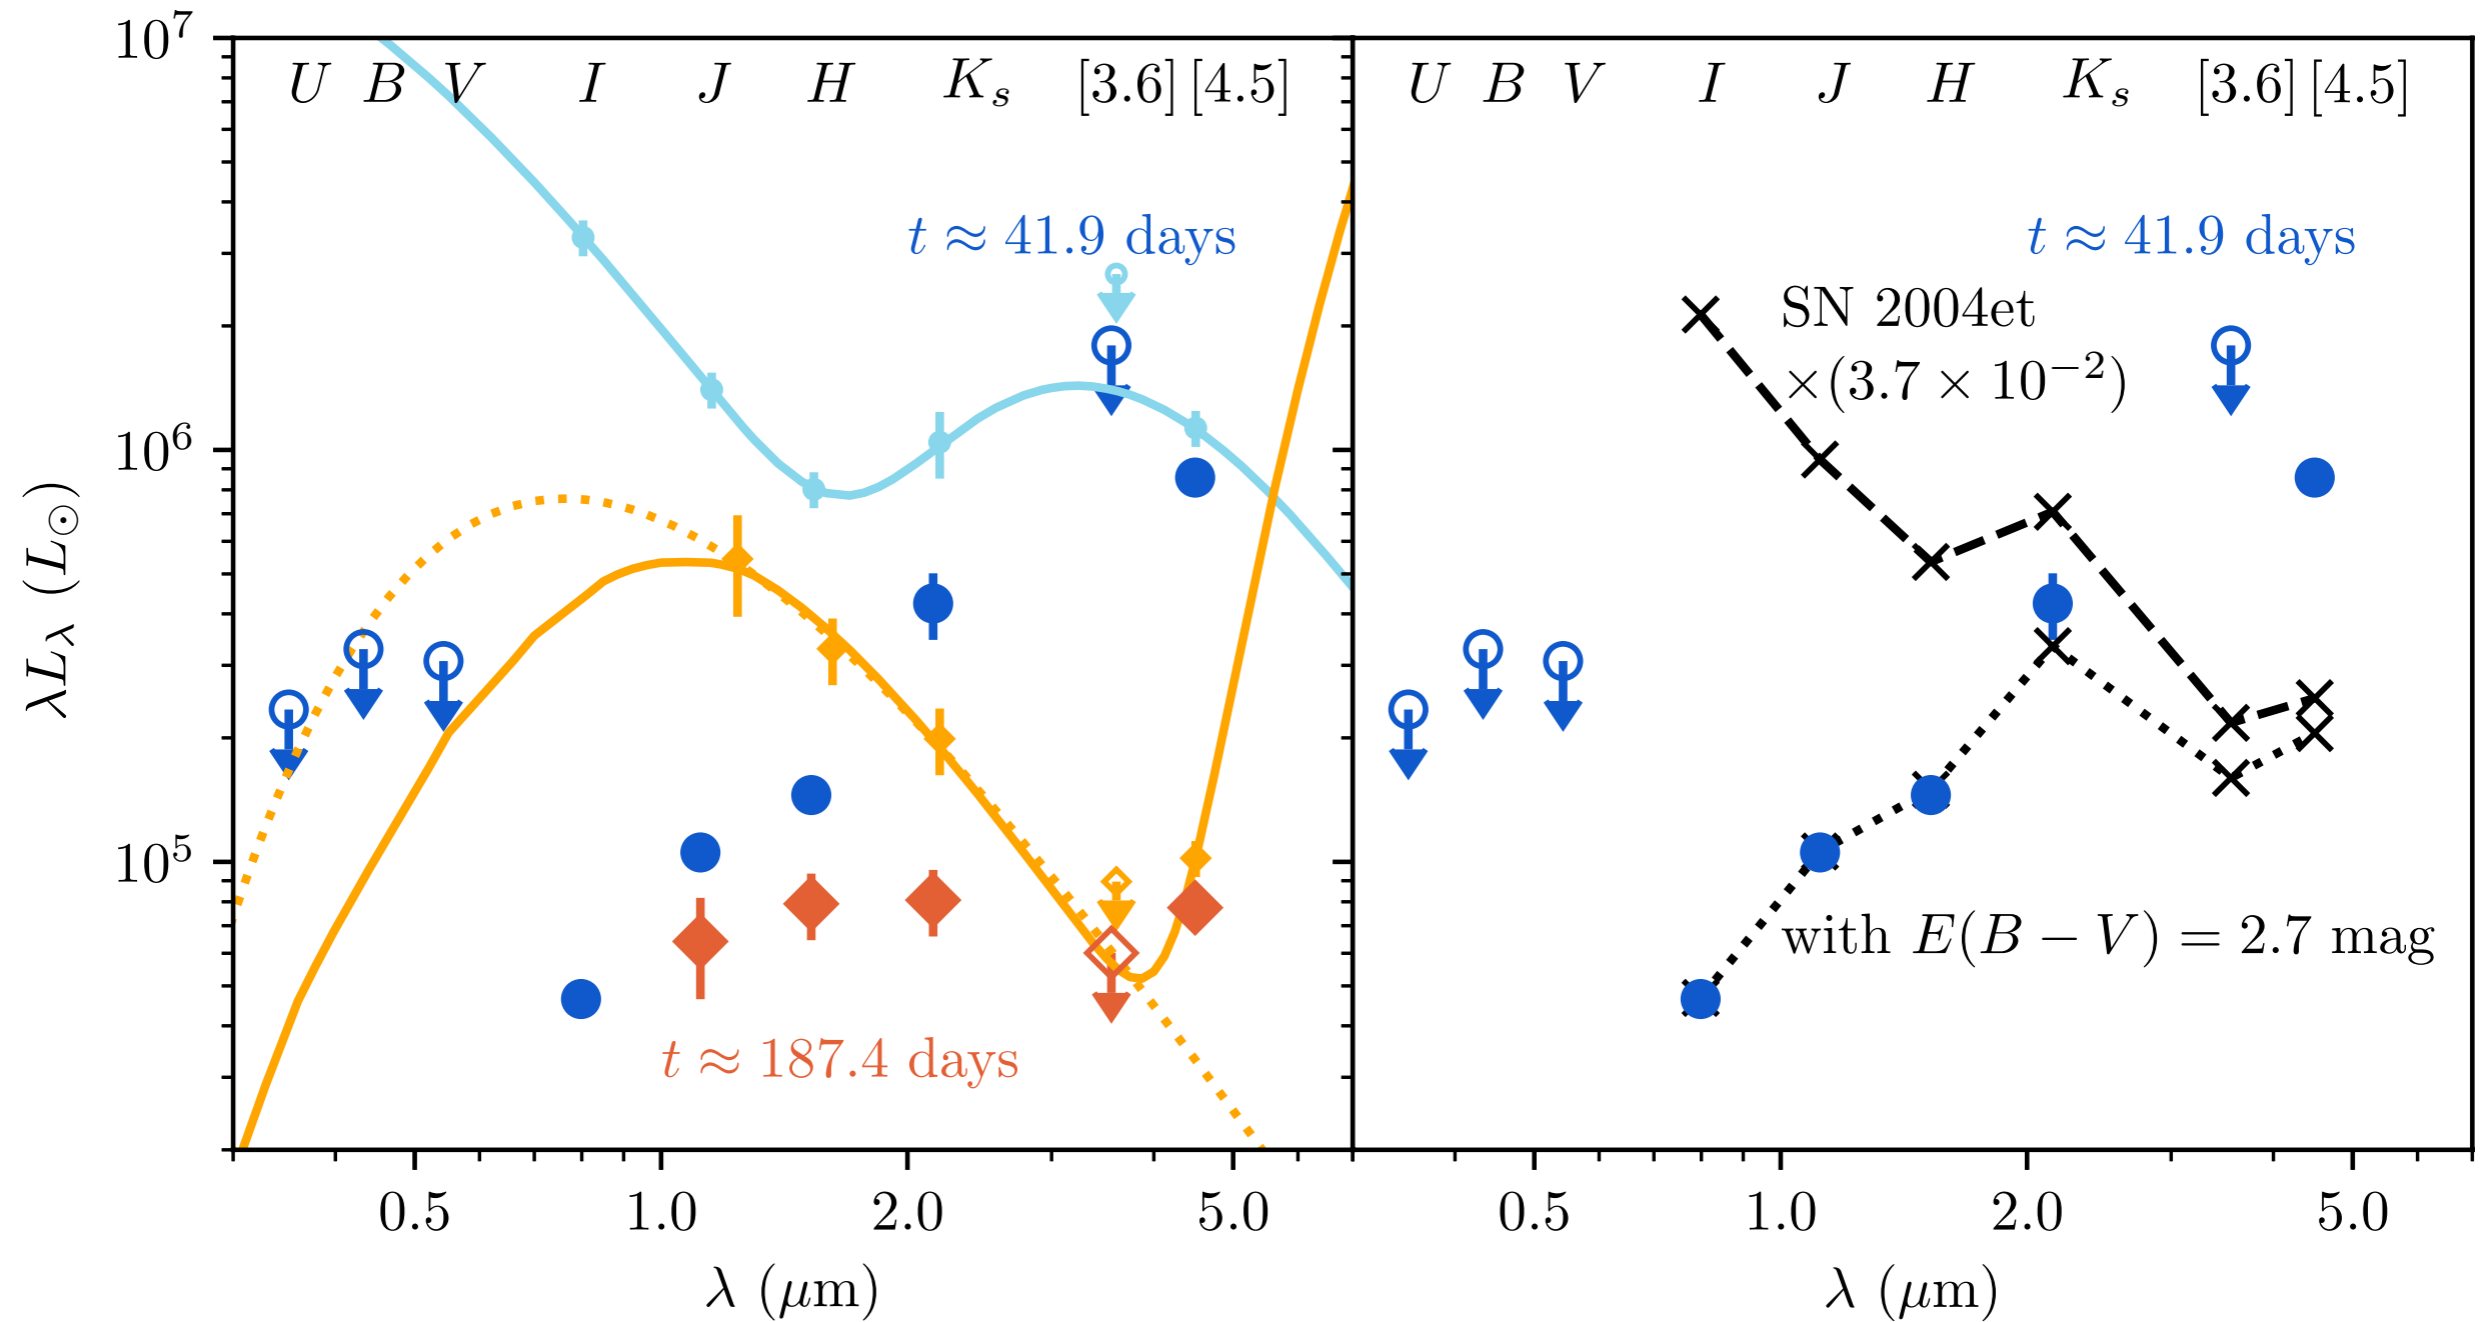 U B V I J H K_s [3.6] [4.5]
U B V I J H K_s [3.6] [4.5]
10^7
10^6
10^5
λL_λ (L_⊙)
t ≈ 41.9 days
t ≈ 187.4 days
t ≈ 41.9 days
SN 2004et
×(3.7 × 10^−2)
with E(B − V) = 2.7 mag
0.5 1.0 2.0 5.0
0.5 1.0 2.0 5.0
λ (μm)
λ (μm)